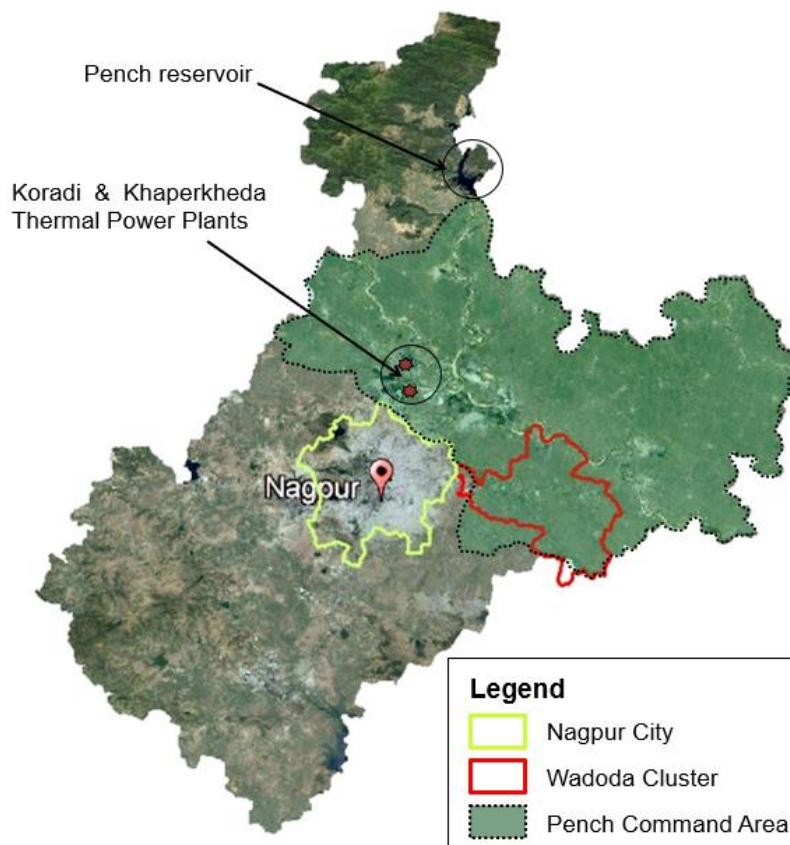 Pench reservoir
Koradi & Khaperkheda
Thermal Power Plants
Nagpur
Legend
Nagpur City
Wadoda Cluster
Pench Command Area